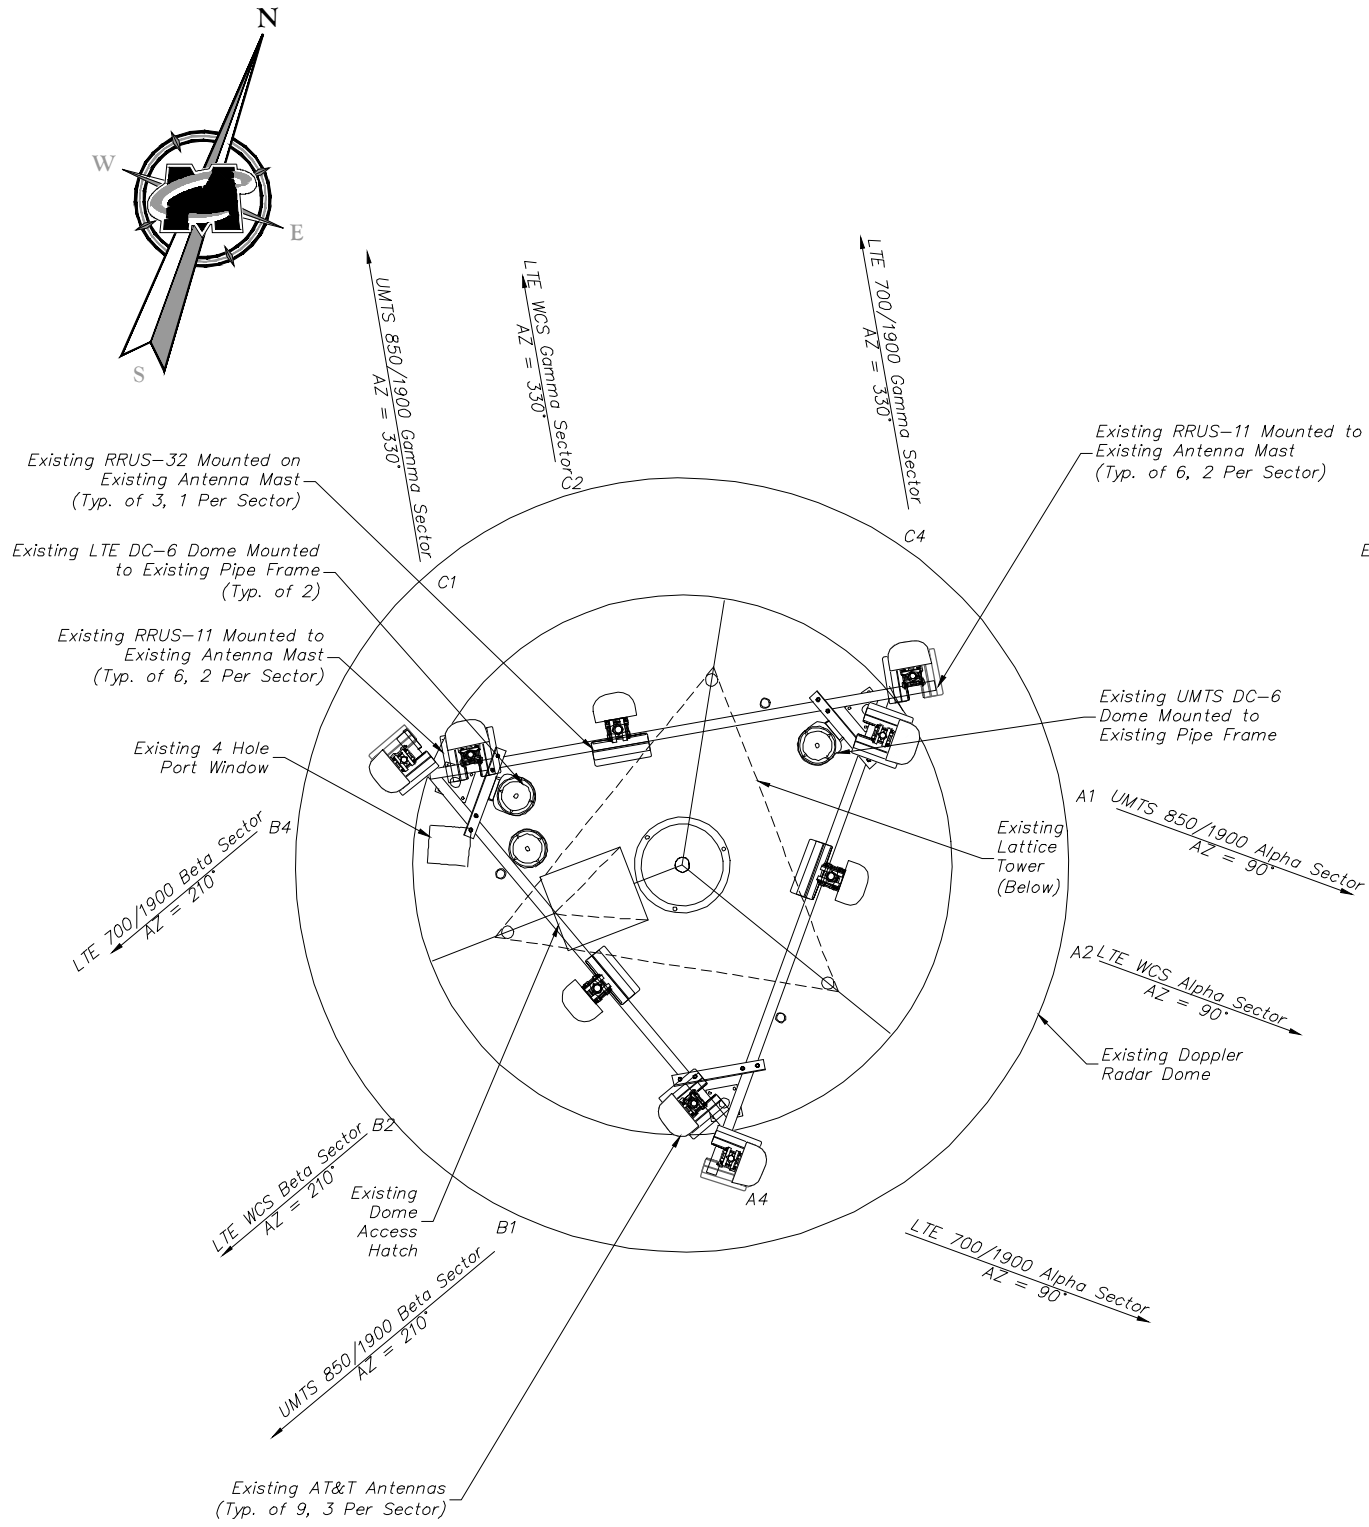 N
W
E
S
UMTS 850/1900 Gamma Sector
AZ = 330°
LTE WCS Gamma Sector
AZ = 330°
LTE 700/1900 Gamma Sector
AZ = 330°
Existing RRUS-11 Mounted to
Existing Antenna Mast
(Typ. of 6, 2 Per Sector)
Existing RRUS-32 Mounted on
Existing Antenna Mast
(Typ. of 3, 1 Per Sector)
C2
C4
Existing LTE DC-6 Dome Mounted
to Existing Pipe Frame
(Typ. of 2)
E
C1
Existing RRUS-11 Mounted to
Existing Antenna Mast
(Typ. of 6, 2 Per Sector)
Existing UMTS DC-6
Dome Mounted to
Existing Pipe Frame
Existing 4 Hole
Port Window
A1
UMTS 850/1900 Alpha Sector
AZ = 90°
B4
LTE 700/1900 Beta Sector
AZ = 210°
Existing
Lattice
Tower
(Below)
A2
LTE WCS Alpha Sector
AZ = 90°
Existing Doppler
Radar Dome
B2
LTE WCS Beta Sector
AZ = 210°
Existing
Dome
Access
Hatch
A4
B1
LTE 700/1900 Alpha Sector
AZ = 90°
UMTS 850/1900 Beta Sector
AZ = 210°
Existing AT&T Antennas
(Typ. of 9, 3 Per Sector)